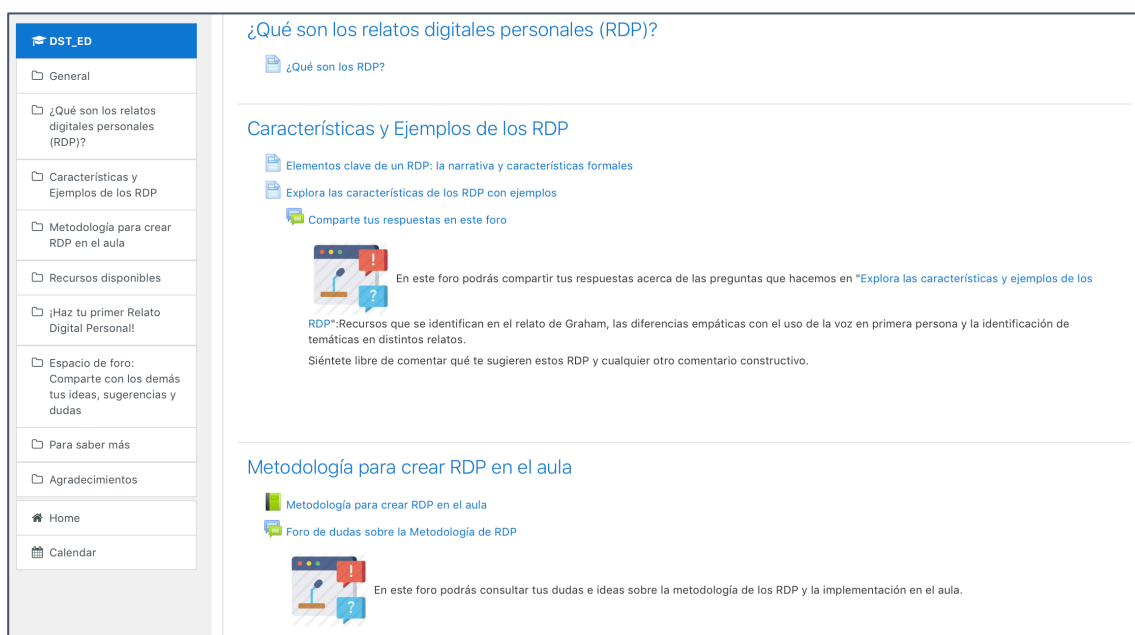 DST_ED
General
¿Qué son los relatos
digitales personales
(RDP)?
Características y
Ejemplos de los RDP
Metodología para crear
RDP en el aula
Recursos disponibles
¡Haz tu primer Relato
Digital Personal!
Espacio de foro:
Comparte con los demás
tus ideas, sugerencias y
dudas
Para saber más
Agradecimientos
Home
Calendar
¿Qué son los relatos digitales personales (RDP)?
¿Qué son los RDP?
Características y Ejemplos de los RDP
Elementos clave de un RDP: la narrativa y características formales
Explora las características de los RDP con ejemplos
Comparte tus respuestas en este foro
!
?
En este foro podrás compartir tus respuestas acerca de las preguntas que hacemos en "Explora las características y ejemplos de los
RDP":Recursos que se identifican en el relato de Graham, las diferencias empáticas con el uso de la voz en primera persona y la identificación de
temáticas en distintos relatos.
Siéntete libre de comentar qué te sugieren estos RDP y cualquier otro comentario constructivo.
Metodología para crear RDP en el aula
Metodología para crear RDP en el aula
Foro de dudas sobre la Metodología de RDP
!
?
En este foro podrás consultar tus dudas e ideas sobre la metodología de los RDP y la implementación en el aula.